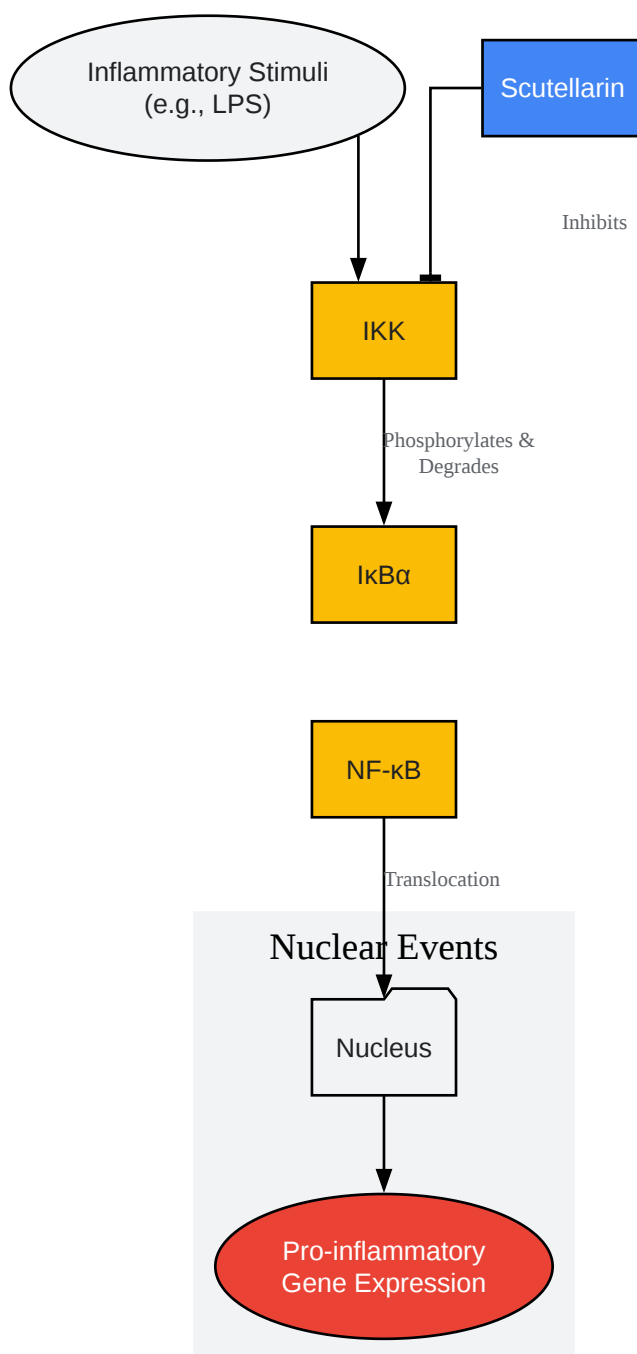 Inflammatory Stimuli
(e.g., LPS)
Scutellarin
Inhibits
IKK
Phosphorylates &
Degrades
IκBα
NF-κB
Translocation
Nuclear Events
Nucleus
Pro-inflammatory
Gene Expression